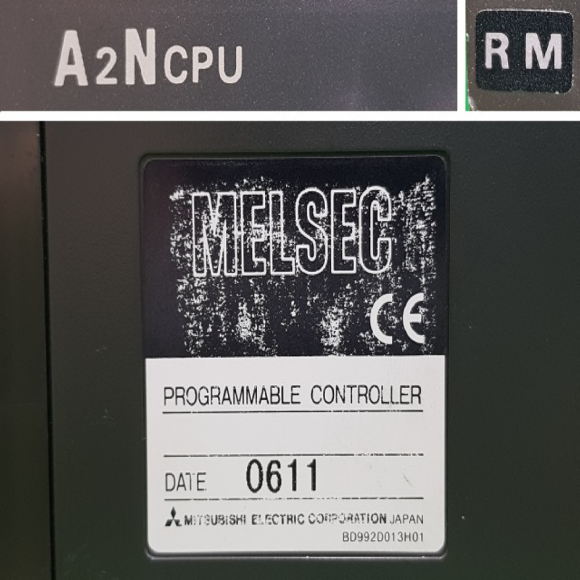 A2NCPU
RM
MELSEC
CE
PROGRAMMABLE CONTROLLER
DATE 0611
MITSUBISHI ELECTRIC CORPORATION JAPAN
BD992D013H01